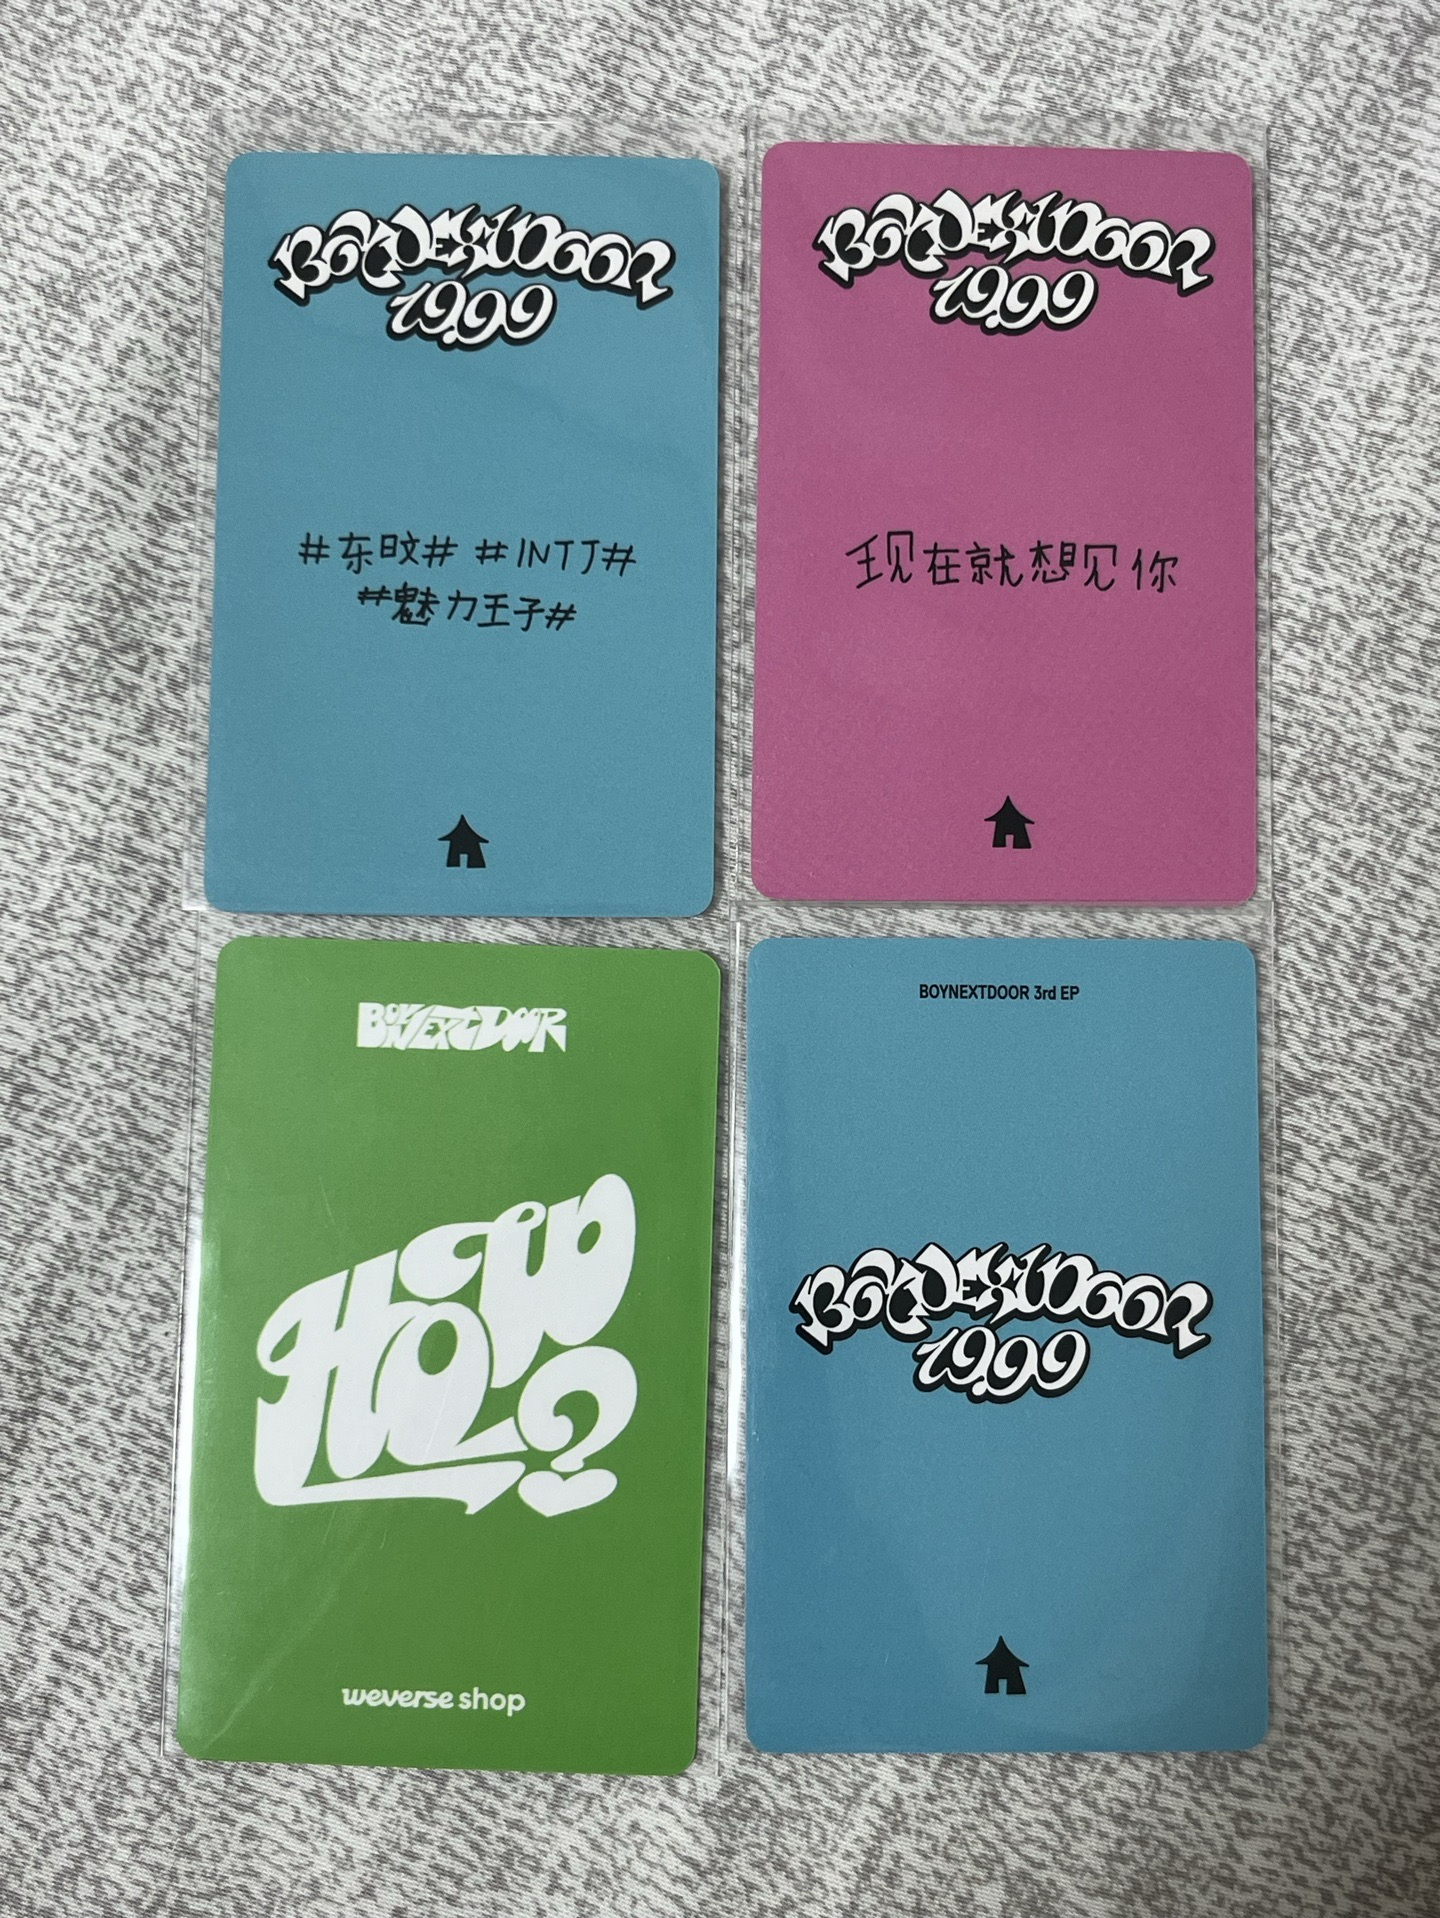 BOYNEXTDOOR
19.99
#东旼# #INTJ#
#魅力王子#
BOYNEXTDOOR
19.99
现在就想见你
BOYNEXTDOOR
HOW?
weverse shop
BOYNEXTDOOR 3rd EP
BOYNEXTDOOR
19.99